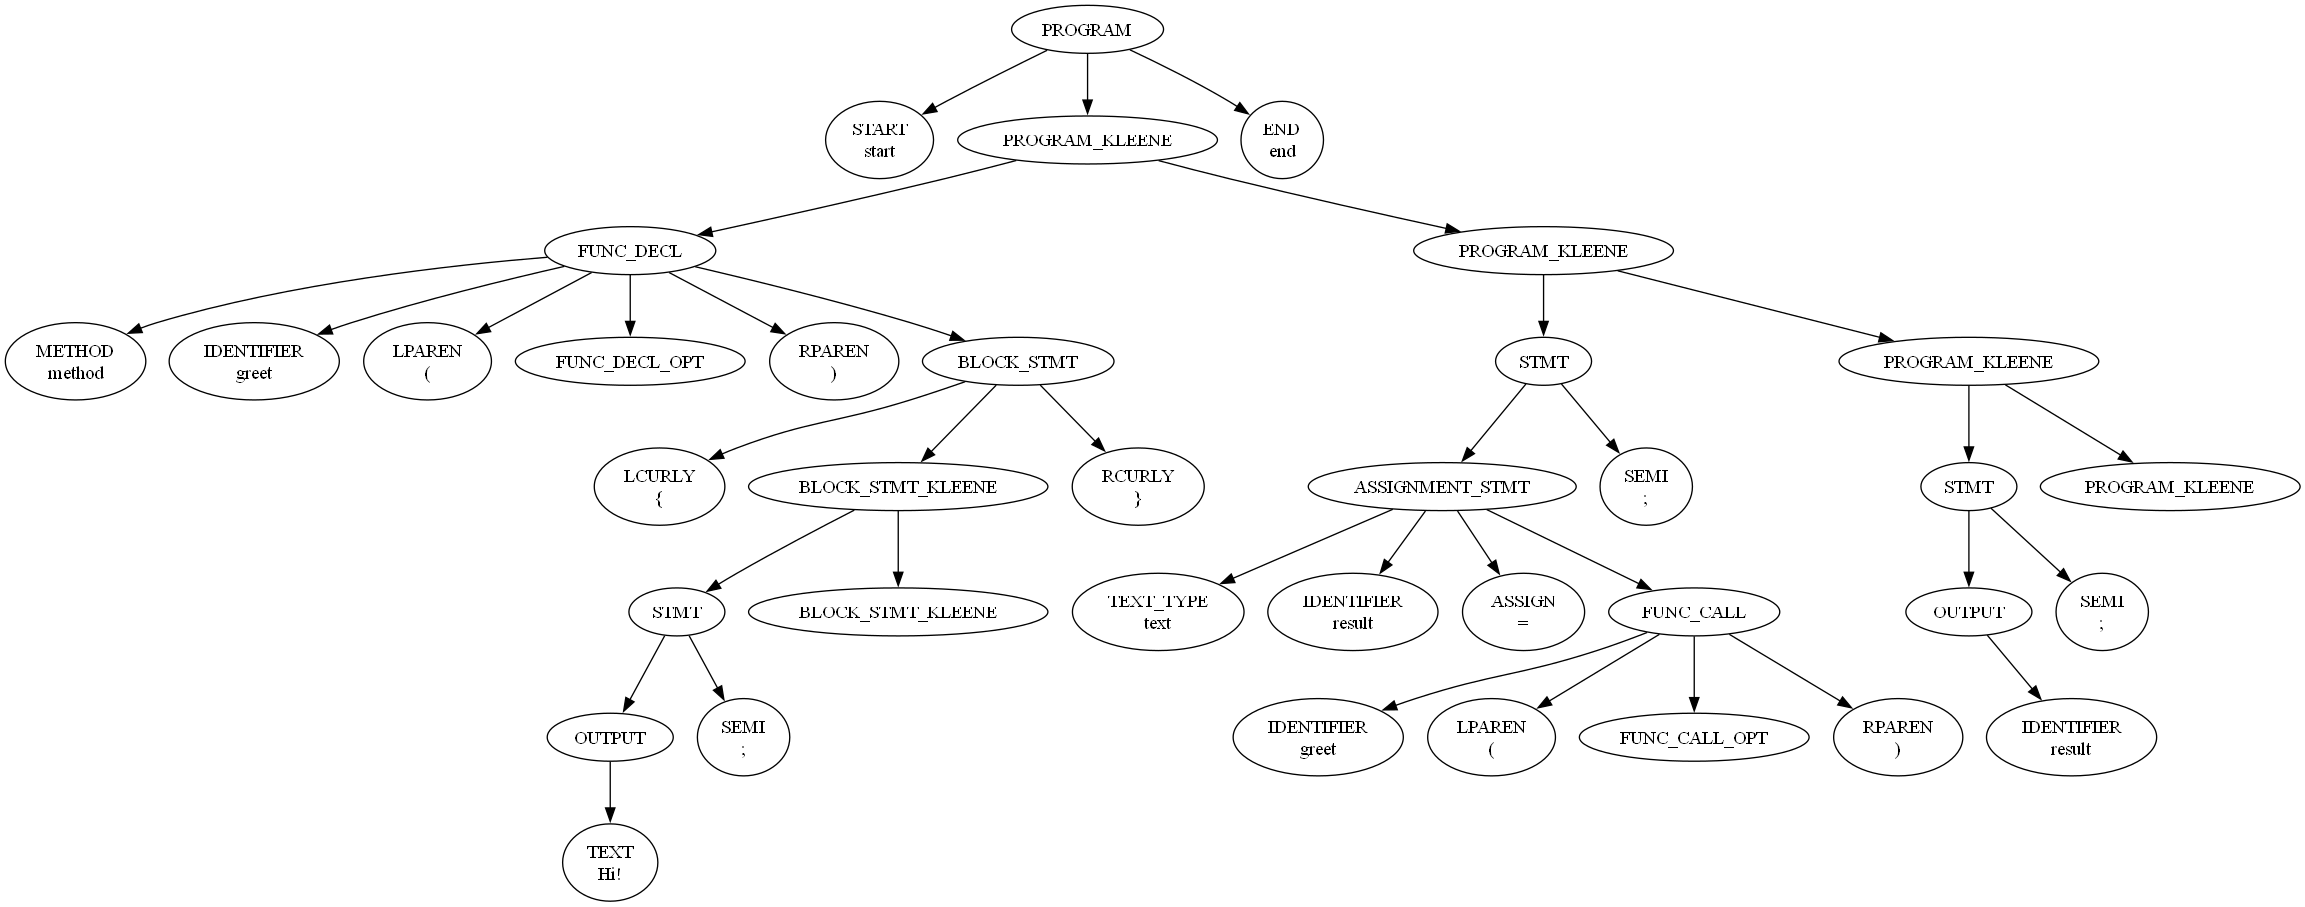 PROGRAM
START
start
PROGRAM_KLEENE
END
end
FUNC_DECL
PROGRAM_KLEENE
METHOD
method
IDENTIFIER
greet
LPAREN
(
FUNC_DECL_OPT
RPAREN
)
BLOCK_STMT
STMT
PROGRAM_KLEENE
LCURLY
{
BLOCK_STMT_KLEENE
RCURLY
}
ASSIGNMENT_STMT
SEMI
;
STMT
PROGRAM_KLEENE
STMT
BLOCK_STMT_KLEENE
TEXT_TYPE
text
IDENTIFIER
result
ASSIGN
=
FUNC_CALL
OUTPUT
SEMI
;
OUTPUT
SEMI
;
IDENTIFIER
greet
LPAREN
(
FUNC_CALL_OPT
RPAREN
)
IDENTIFIER
result
TEXT
Hi!